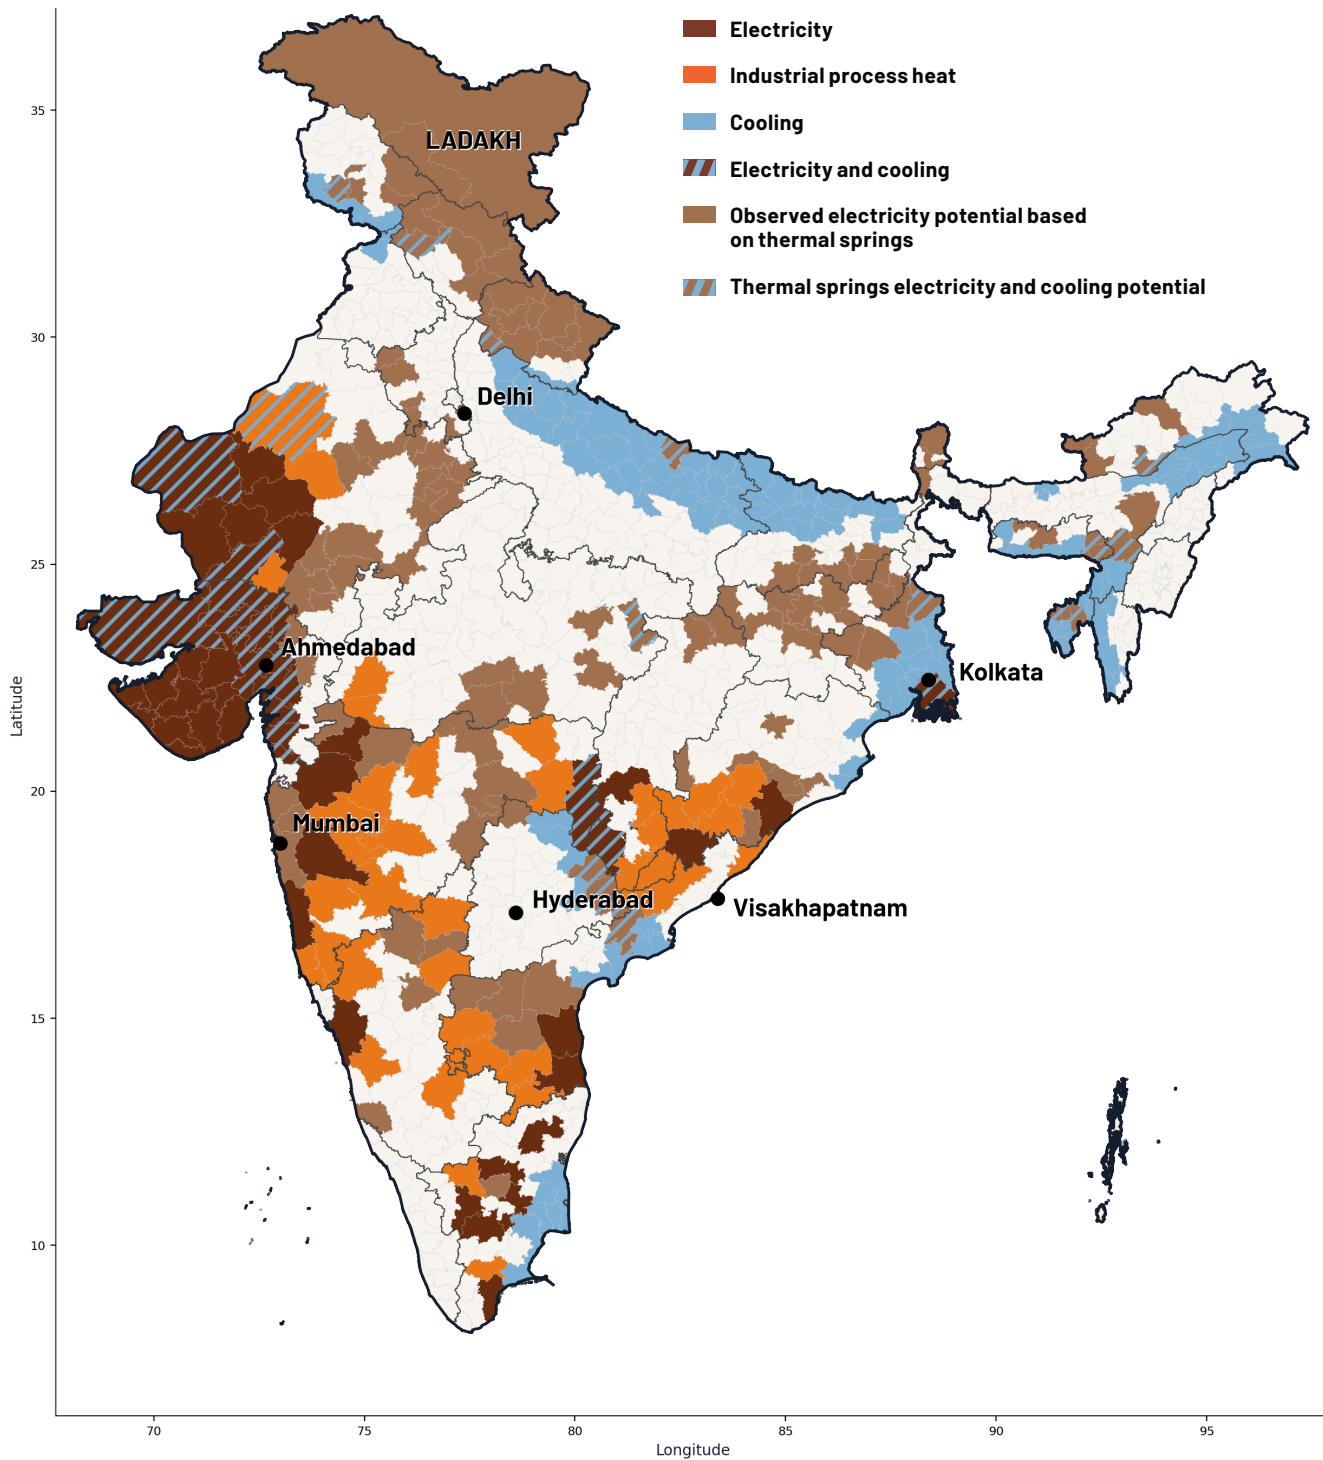 Electricity
Industrial process heat
Cooling
Electricity and cooling
Observed electricity potential based
on thermal springs
Thermal springs electricity and cooling potential
LADAKH
Delhi
Ahmedabad
Kolkata
Mumbai
Hyderabad
Visakhapatnam
Latitude
35
30
25
20
15
10
70
75
80
85
90
95
Longitude